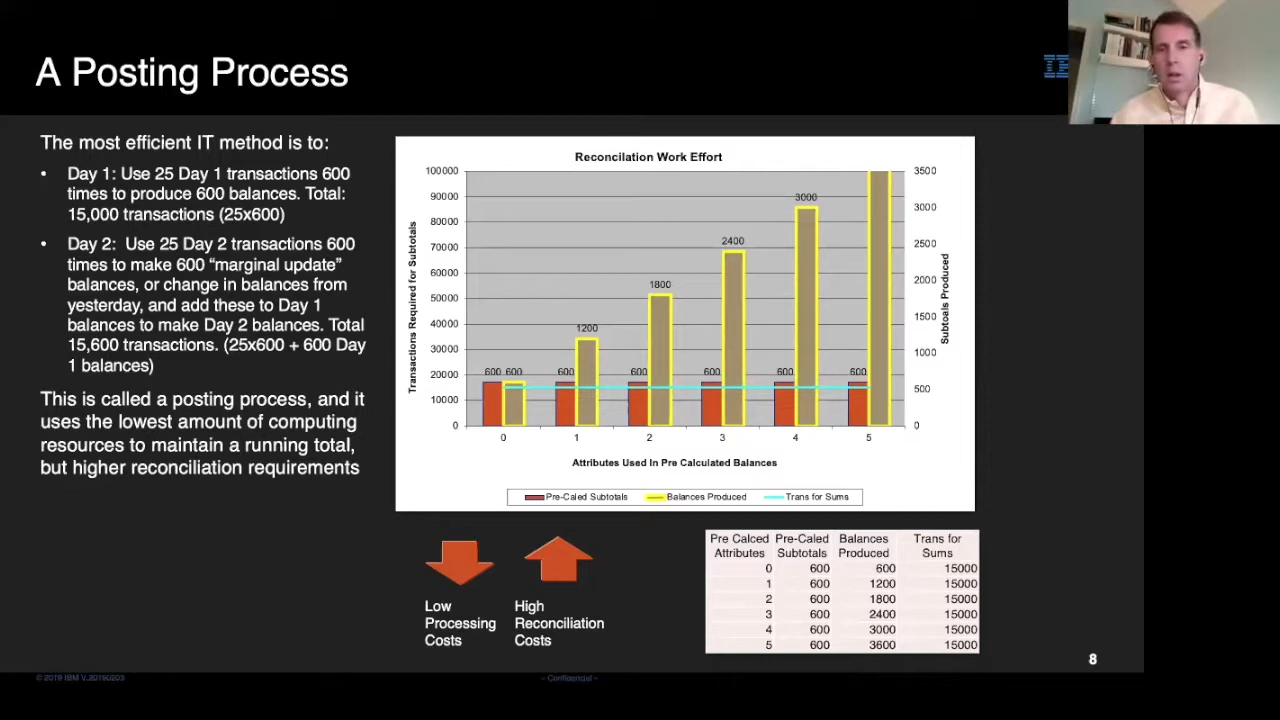 A Posting Process
IBM
The most efficient IT method is to:
• Day 1: Use 25 Day 1 transactions 600
times to produce 600 balances. Total:
15,000 transactions (25x600)
• Day 2: Use 25 Day 2 transactions 600
times to make 600 “marginal update”
balances, or change in balances from
yesterday, and add these to Day 1
balances to make Day 2 balances. Total
15,600 transactions. (25x600 + 600 Day
1 balances)
This is called a posting process, and it
uses the lowest amount of computing
resources to maintain a running total,
but higher reconciliation requirements
Reconcilation Work Effort
Transactions Required for Subtotals
100000
90000
80000
70000
60000
50000
40000
30000
20000
10000
0
600 600
600 1200
600 1800
600 2400
600 3000
600
3500
3000
2500
2000
1500
1000
500
0
Subtoals Produced
0 1 2 3 4 5
Attributes Used In Pre Calculated Balances
Pre-Caled Subtotals Balances Produced Trans for Sums
Low
Processing
Costs
High
Reconciliation
Costs
Pre Calced Pre-Caled Balances Trans for
Attributes Subtotals Produced Sums
0 600 600 15000
1 600 1200 15000
2 600 1800 15000
3 600 2400 15000
4 600 3000 15000
5 600 3600 15000
8
© 2019 IBM V.20190203
– Confidential –